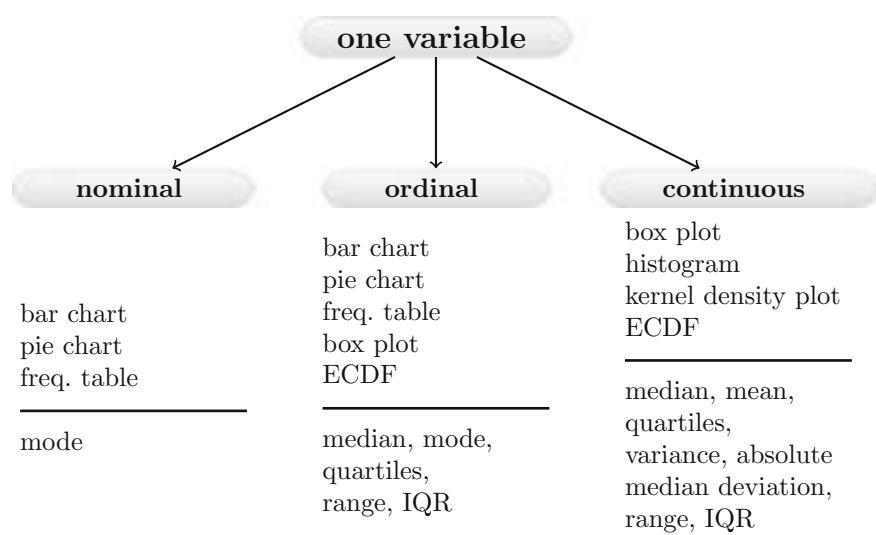 one variable
nominal
ordinal
continuous
bar chart
pie chart
freq. table
mode
bar chart
pie chart
freq. table
box plot
ECDF
median, mode,
quartiles,
range, IQR
box plot
histogram
kernel density plot
ECDF
median, mean,
quartiles,
variance, absolute
median deviation,
range, IQR